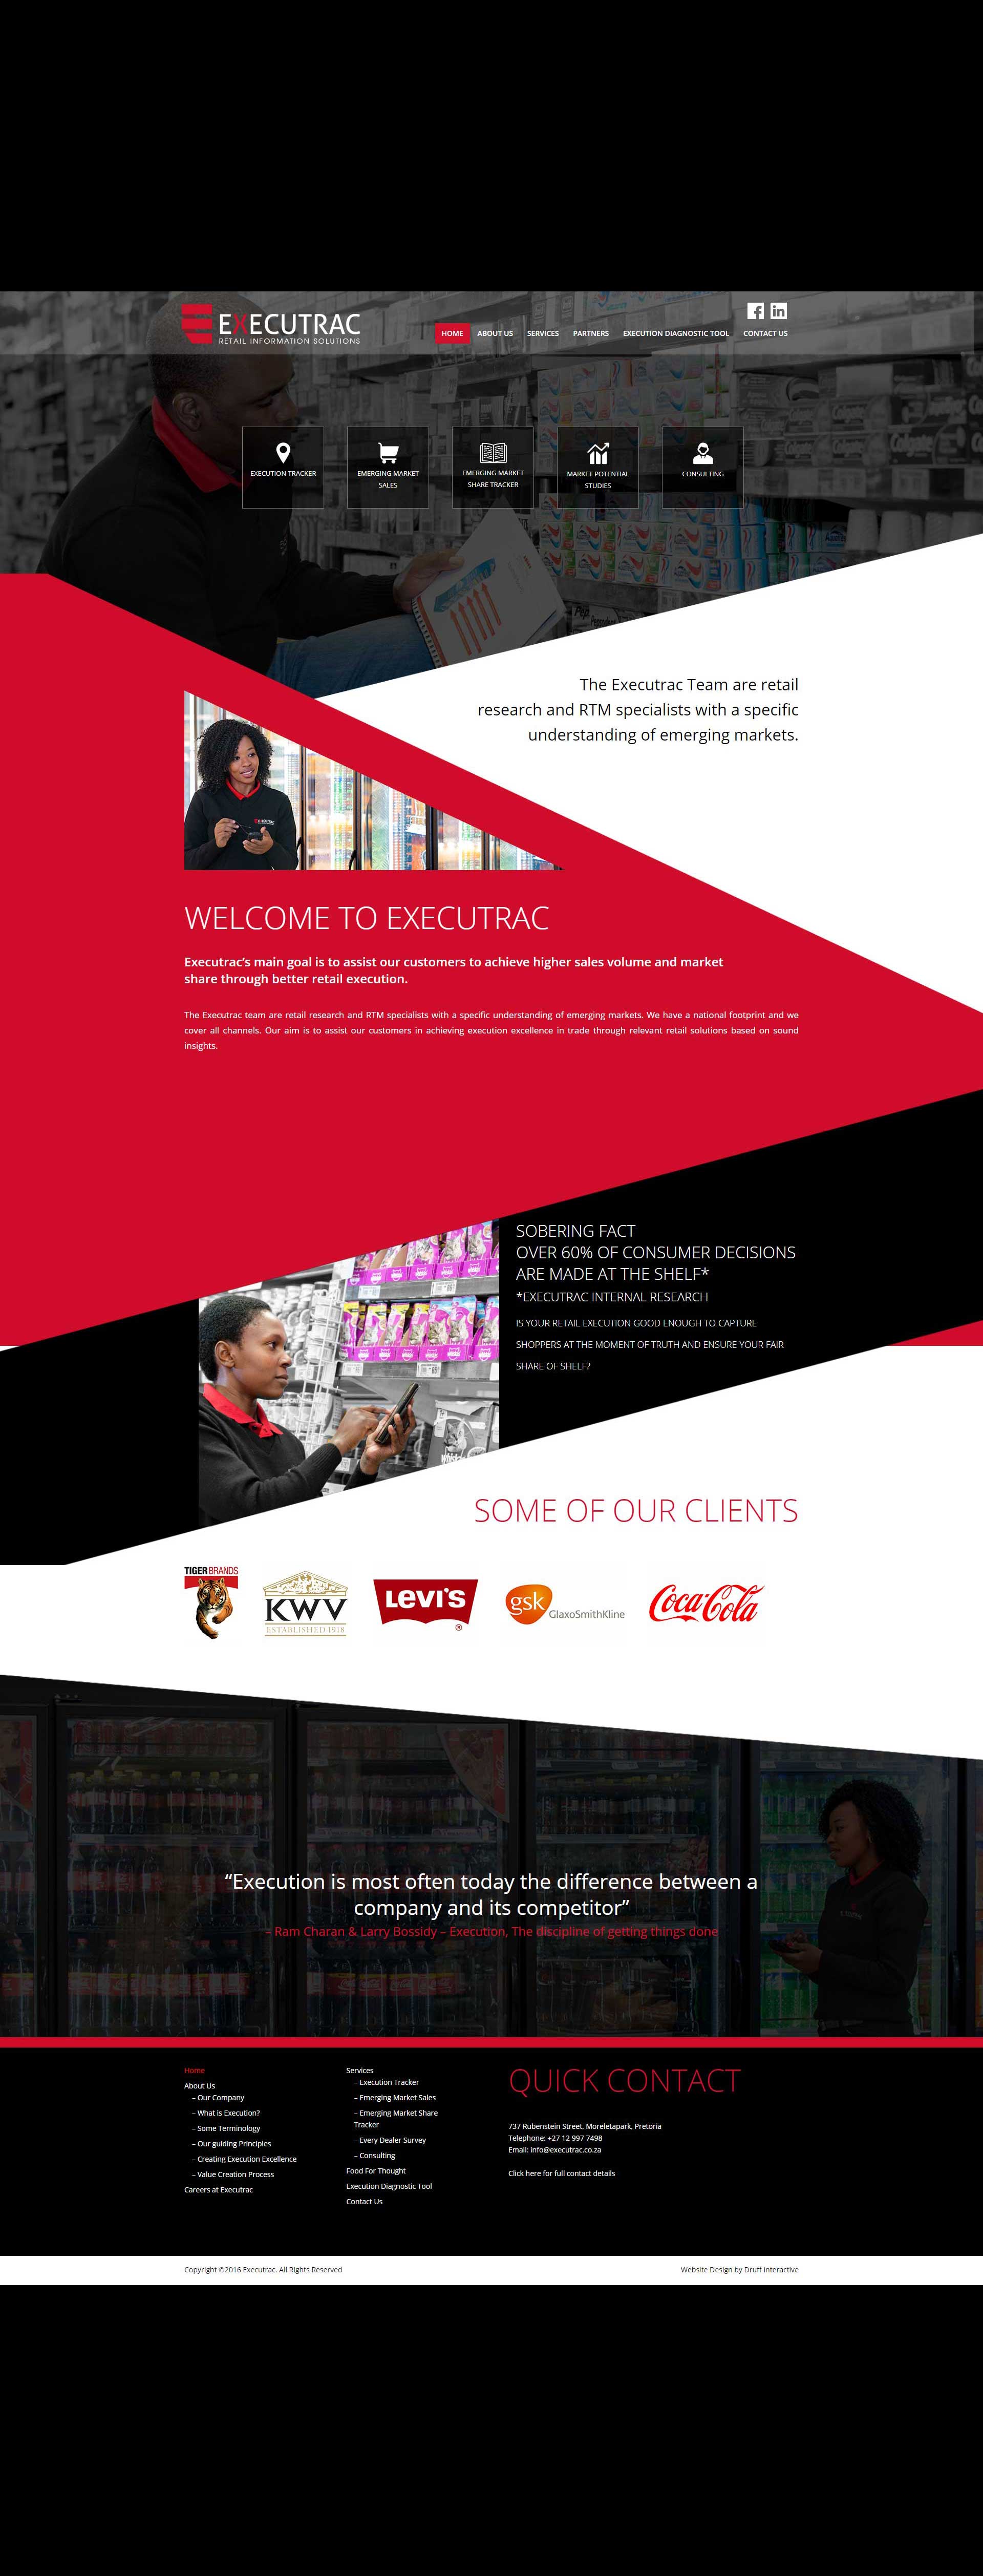 EXECUTRAC
RETAIL INFORMATION SOLUTIONS
HOME
ABOUT US
SERVICES
PARTNERS
EXECUTION DIAGNOSTIC TOOL
CONTACT US
EXECUTION TRACKER
EMERGING MARKET
SALES
EMERGING MARKET
SHARE TRACKER
MARKET POTENTIAL
STUDIES
CONSULTING
The Executrac Team are retail
research and RTM specialists with a specific
understanding of emerging markets.
WELCOME TO EXECUTRAC
Executrac's main goal is to assist our customers to achieve higher sales volume and market
share through better retail execution.
The Executrac team are retail research and RTM specialists with a specific understanding of emerging markets. We have a national footprint and we
cover all channels. Our aim is to assist our customers in achieving execution excellence in trade through relevant retail solutions based on sound
insights.
SOBERING FACT
OVER 60% OF CONSUMER DECISIONS
ARE MADE AT THE SHELF*
*EXECUTRAC INTERNAL RESEARCH
IS YOUR RETAIL EXECUTION GOOD ENOUGH TO CAPTURE
SHOPPERS AT THE MOMENT OF TRUTH AND ENSURE YOUR FAIR
SHARE OF SHELF?
SOME OF OUR CLIENTS
TIGER BRANDS
KWV
ESTABLISHED 1918
LEVI'S
®
gsk
GlaxoSmithKline
Coca-Cola
“Execution is most often today the difference between a
company and its competitor”
– Ram Charan & Larry Bossidy – Execution, The discipline of getting things done
Home
About Us
– Our Company
– What is Execution?
– Some Terminology
– Our guiding Principles
– Creating Execution Excellence
– Value Creation Process
Careers at Executrac
Services
– Execution Tracker
– Emerging Market Sales
– Emerging Market Share
Tracker
– Every Dealer Survey
– Consulting
Food For Thought
Execution Diagnostic Tool
Contact Us
QUICK CONTACT
737 Rubenstein Street, Moreletapark, Pretoria
Telephone: +27 12 997 7498
Email: info@executrac.co.za
Click here for full contact details
Copyright ©2016 Executrac. All Rights Reserved
Website Design by Druff Interactive